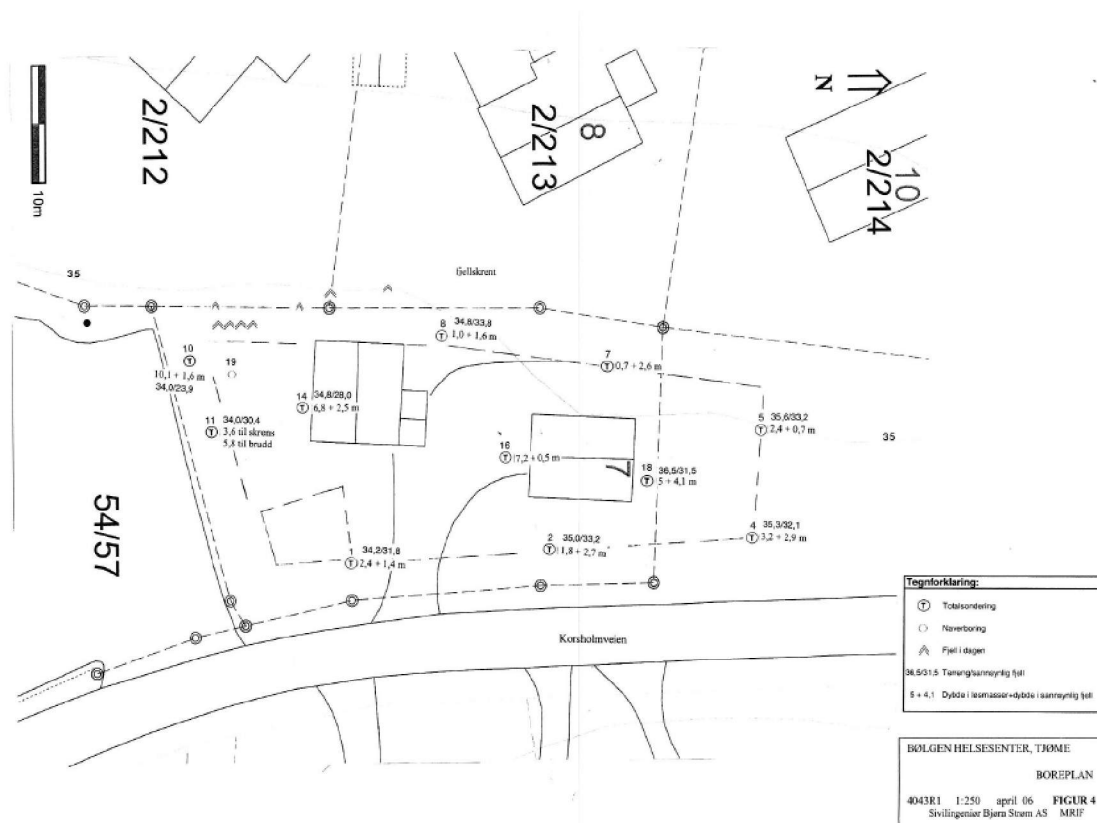 10m
2/212
2/213
8
N
2/214
10
35
fjellskrent
8 34,8/33,8
T 1,0 + 1,6 m
7
T 0,7 + 2,6 m
10
T
10,1 + 1,6 m
34,0/23,9
19
14 34,8/28,0
T 6,8 + 2,5 m
11 34,0/30,4
T 3,6 til skrens
5,8 til brudd
5 35,6/33,2
T 2,4 + 0,7 m
35
16
T 7,2 + 0,5 m
7
18 36,5/31,5
T 5 + 4,1 m
54/57
1 34,2/31,8
T 2,4 + 1,4 m
2 35,0/33,2
T 1,8 + 2,7 m
4 35,3/32,1
T 3,2 + 2,9 m
Korsholmveien
Tegnforklaring:
T Totalsondering
Naverboring
Fjell i dagen
36,5/31,5 Terreng/sannsynlig fjell
5 + 4,1 Dybde i løsmasser+dybde i sannsynlig fjell
BØLGEN HELSESENTER, TJØME
BOREPLAN
4043R1 1:250 april 06 FIGUR 4
Sivilingeniør Bjørn Strøm AS MRIF